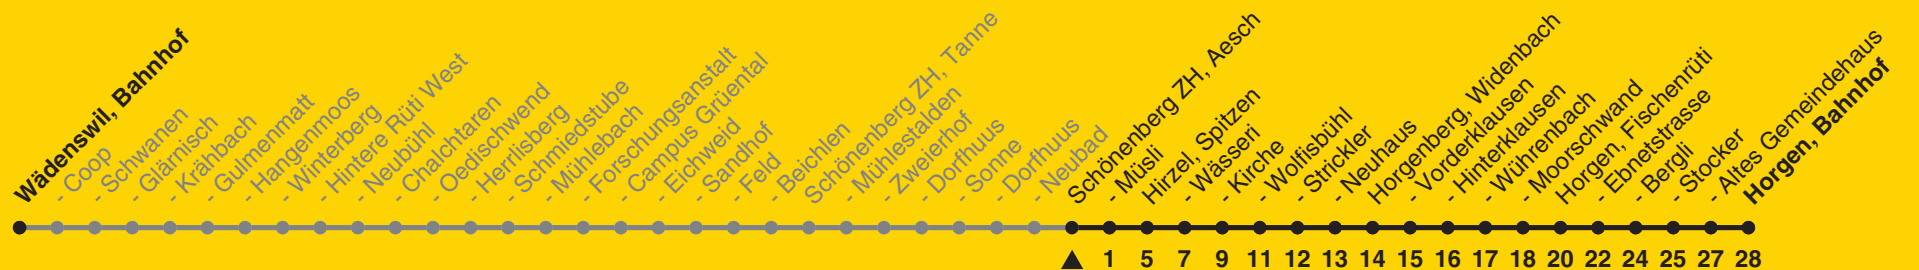 Wädenswil, Bahnhof
- Coop
- Schwanen
- Glärnisch
- Krähbach
- Gulmenmatt
- Hangenmoos
- Winterberg
- Hintere Rüti West
- Neubühl
- Chalchtaren
- Oedischwend
- Herrlisberg
- Schmiedstube
- Mühlebach
- Forschungsanstalt
- Campus Grüental
- Eichweid
- Sandhof
- Feld
- Beichlen
Schönenberg ZH, Tanne
- Mühlestalden
- Zweierhof
- Dorfhuus
- Sonne
- Dorfhuus
- Neubad
Schönenberg ZH, Aesch
- Müsli
Hirzel, Spitzen
- Wässeri
- Kirche
- Wolfisbühl
- Strickler
- Neuhaus
Horgenberg, Widenbach
- Vorderklausen
- Hinterklausen
- Wührenbach
- Moorschwand
Horgen, Fischenrüti
- Ebnetstrasse
- Bergli
- Stocker
- Altes Gemeindehaus
Horgen, Bahnhof
1 5 7 9 11 12 13 14 15 16 17 18 20 22 24 25 27 28